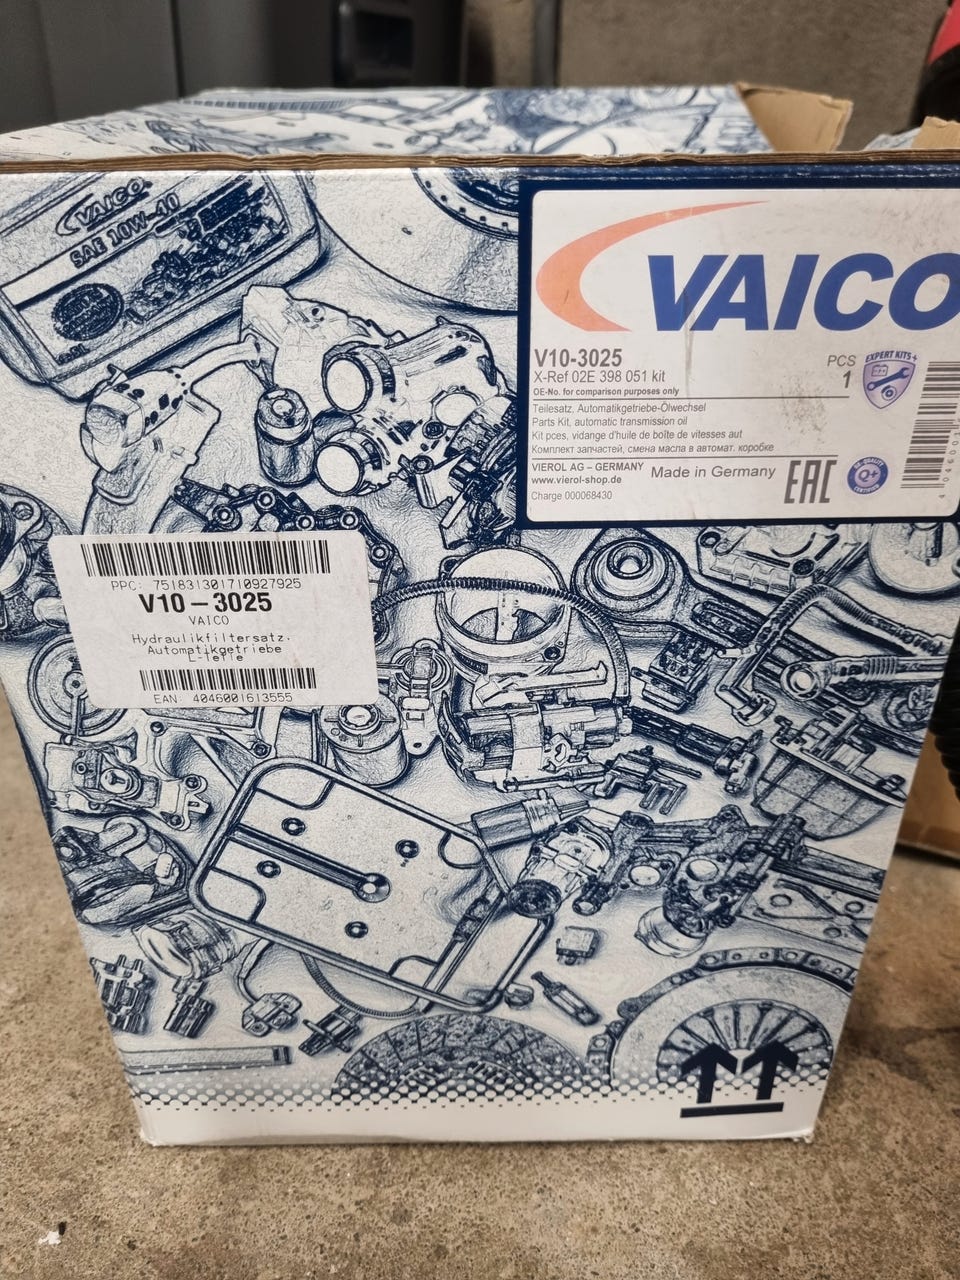 VAICO
SAE 10W-40
VAICO
V10-3025
X-Ref 02E 398 051 kit
OE-No. for comparison purposes only
PCS
1
EXPERT KITS+
Teilesatz, Automatikgetriebe-Ölwechsel
Parts Kit, automatic transmission oil
Kit pces, vidange d'huile de boîte de vitesses aut
Комплект запчастей, смена масла в автомат. коробке
VIEROL AG – GERMANY
www.vierol-shop.de
Made in Germany
Charge 000068430
EAC
Q+
PPC: 751831301710927925
V10-3025
VAICO
Hydraulikfiltersatz,
Automatikgetriebe
L-Teile
EAN: 4046001613555